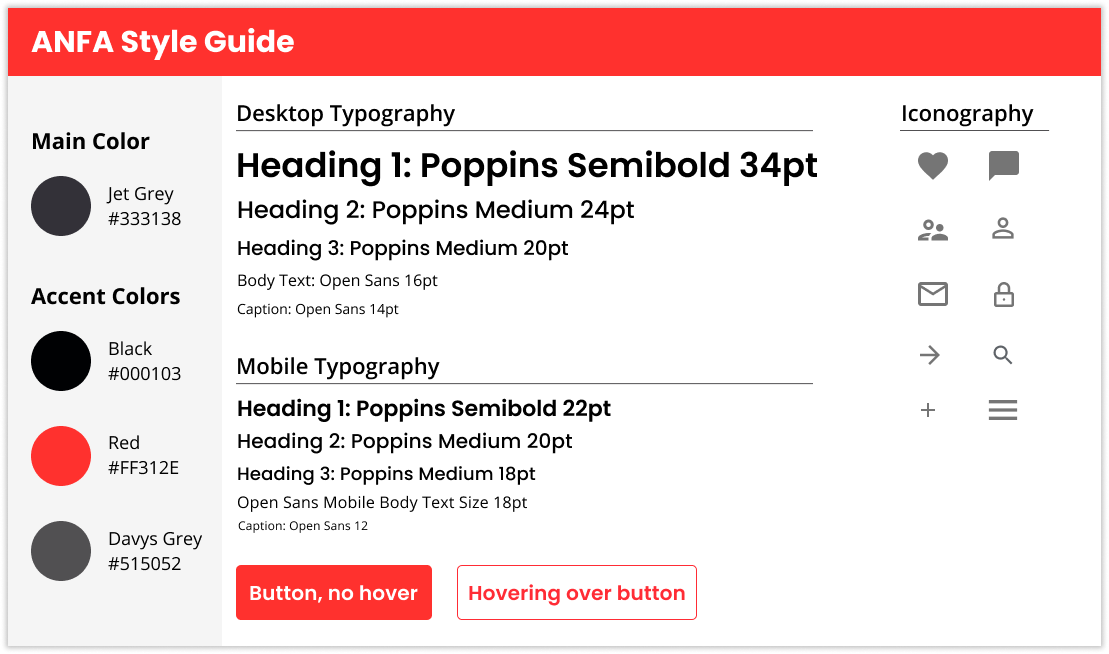 ANFA Style Guide
Main Color
Jet Grey
#333138
Accent Colors
Black
#000103
Red
#FF312E
Davys Grey
#515052
Desktop Typography
Heading 1: Poppins Semibold 34pt
Heading 2: Poppins Medium 24pt
Heading 3: Poppins Medium 20pt
Body Text: Open Sans 16pt
Caption: Open Sans 14pt
Mobile Typography
Heading 1: Poppins Semibold 22pt
Heading 2: Poppins Medium 20pt
Heading 3: Poppins Medium 18pt
Open Sans Mobile Body Text Size 18pt
Caption: Open Sans 12
Button, no hover
Hovering over button
Iconography